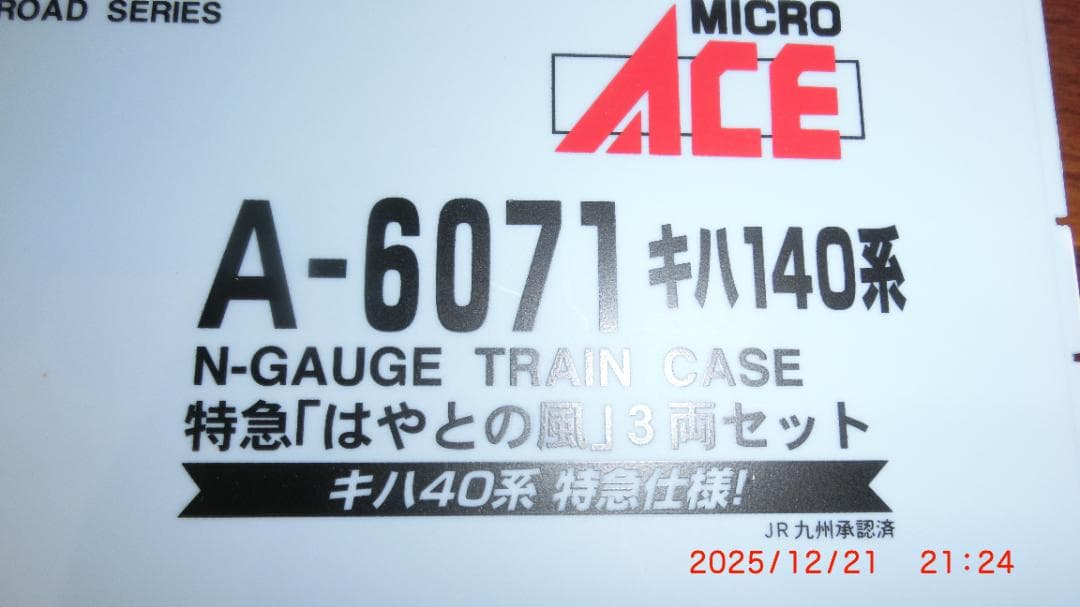 ROAD SERIES
MICRO
ACE
A-6071 キハ140系
N-GAUGE TRAIN CASE
特急「はやとの風」3両セット
キハ40系 特急仕様!
JR九州承認済
2025/12/21 21:24